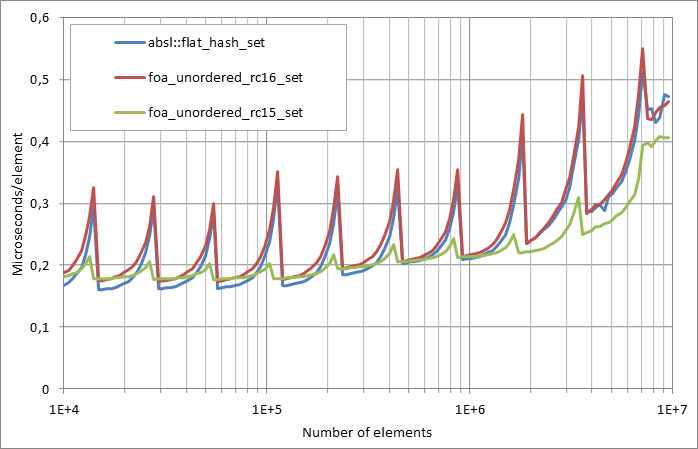 0,6
absl::flat_hash_set
foa_unordered_rc16_set
foa_unordered_rc15_set
0,5
0,4
0,3
0,2
0,1
0
Microseconds/element
1E+4 1E+5 1E+6 1E+7
Number of elements